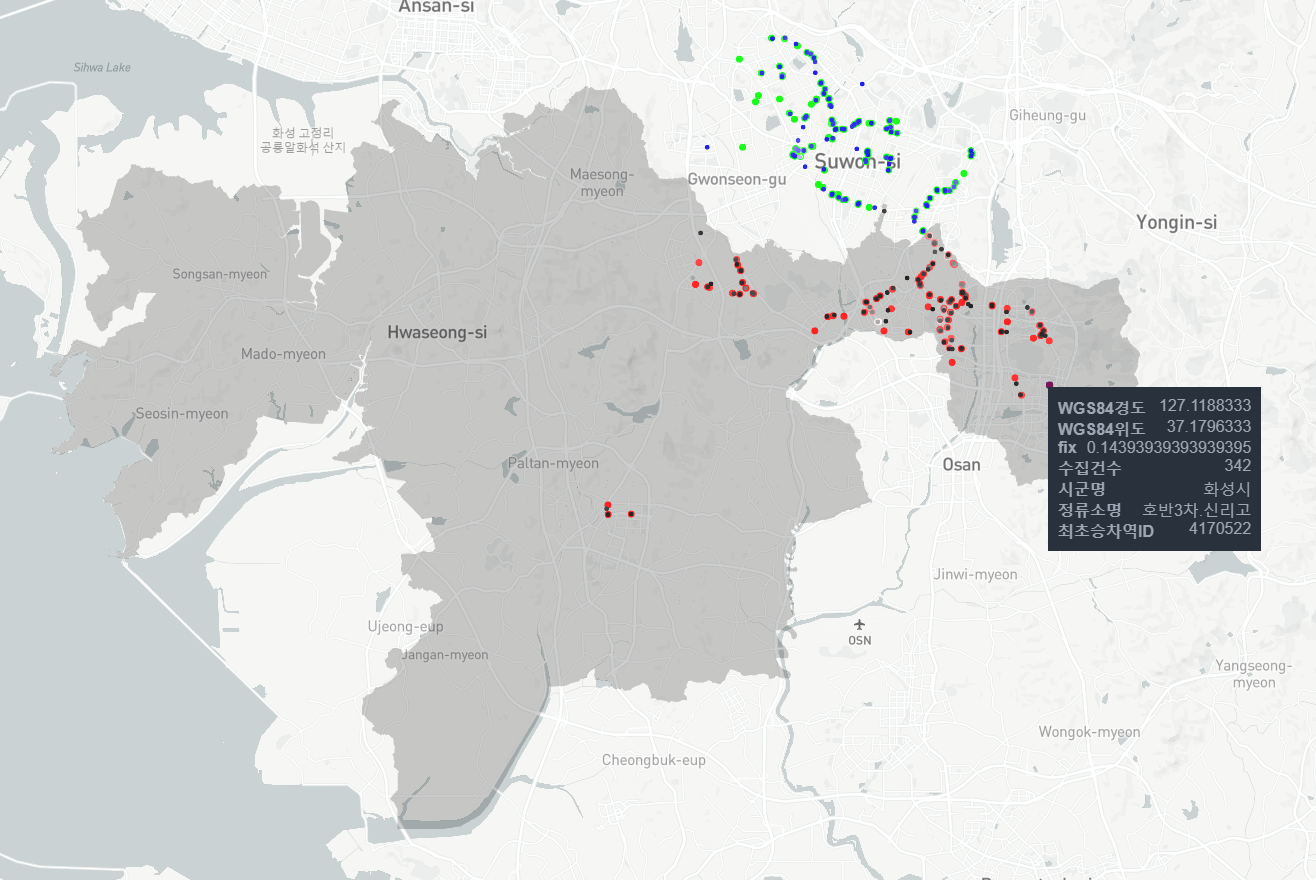 Ansan-si
Sihwa Lake
화성 고정리
공룡알화석 산지
Giheung-gu
Suwon-si
Maesong-
myeon
Gwonseon-gu
Yongin-si
Songsan-myeon
Hwaseong-si
Mado-myeon
Seosin-myeon
Paltan-myeon
Osan
WGS84경도 127.1188333
WGS84위도 37.1796333
fix 0.14393939393939395
수집건수 342
시군명 화성시
정류소명 호반3차.신리고
최초승차역ID 4170522
Jinwi-myeon
Ujeong-eup
OSN
Jangan-myeon
Yangseong-
myeon
Wongok-myeon
Cheongbuk-eup